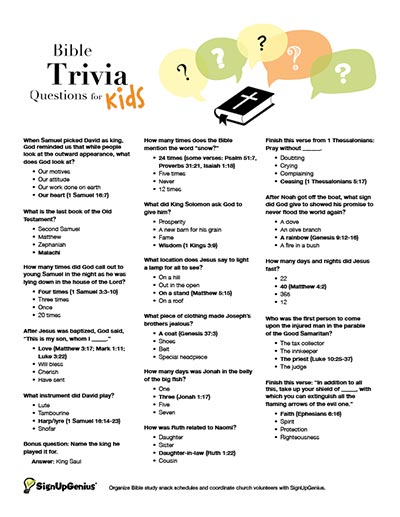 Bible
Trivia
Questions for Kids
? ? ? ? ?
When Samuel picked David as king,
God reminded us that while people
look at the outward appearance, what
does God look at?
• Our motives
• Our attitude
• Our work done on earth
• Our heart (1 Samuel 16:7)
What is the last book of the Old
Testament?
• Second Samuel
• Matthew
• Zephaniah
• Malachi
How many times did God call out to
young Samuel in the night as he was
lying down in the house of the Lord?
• Four times (1 Samuel 3:3-10)
• Three times
• Once
• 20 times
After Jesus was baptized, God said,
"This is my son, whom I _____."
• Love (Matthew 3:17; Mark 1:11;
Luke 3:22)
• Will bless
• Cherish
• Have sent
What instrument did David play?
• Lute
• Tambourine
• Harp/lyre (1 Samuel 16:14-23)
• Shofar
Bonus question: Name the king he
played it for.
Answer: King Saul
How many times does the Bible
mention the word "snow?"
• 24 times (some verses: Psalm 51:7,
Proverbs 31:21, Isaiah 1:18)
• Five times
• Never
• 12 times
What did King Solomon ask God to
give him?
• Prosperity
• A new barn for his grain
• Fame
• Wisdom (1 Kings 3:9)
What location does Jesus say to light
a lamp for all to see?
• On a hill
• Out in the open
• On a stand (Matthew 5:15)
• On a roof
What piece of clothing made Joseph's
brothers jealous?
• A coat (Genesis 37:3)
• Shoes
• Belt
• Special headpiece
How many days was Jonah in the belly
of the big fish?
• One
• Three (Jonah 1:17)
• Five
• Seven
How was Ruth related to Naomi?
• Daughter
• Sister
• Daughter-in-law (Ruth 1:22)
• Cousin
Finish this verse from 1 Thessalonians:
Pray without _____.
• Doubting
• Crying
• Complaining
• Ceasing (1 Thessalonians 5:17)
After Noah got off the boat, what sign
did God give to showed his promise to
never flood the world again?
• A dove
• An olive branch
• A rainbow (Genesis 9:12-16)
• A fire in a bush
How many days and nights did Jesus
fast?
• 22
• 40 (Matthew 4:2)
• 365
• 12
Who was the first person to come
upon the injured man in the parable of
the Good Samaritan?
• The tax collector
• The innkeeper
• The priest (Luke 10:25-37)
• The judge
Finish this verse: "In addition to all
this, take up your shield of _____, with
which you can extinguish all the
flaming arrows of the evil one."
• Faith (Ephesians 6:16)
• Spirit
• Protection
• Righteousness
SignUpGenius
Organize Bible study snack schedules and coordinate church volunteers with SignUpGenius.